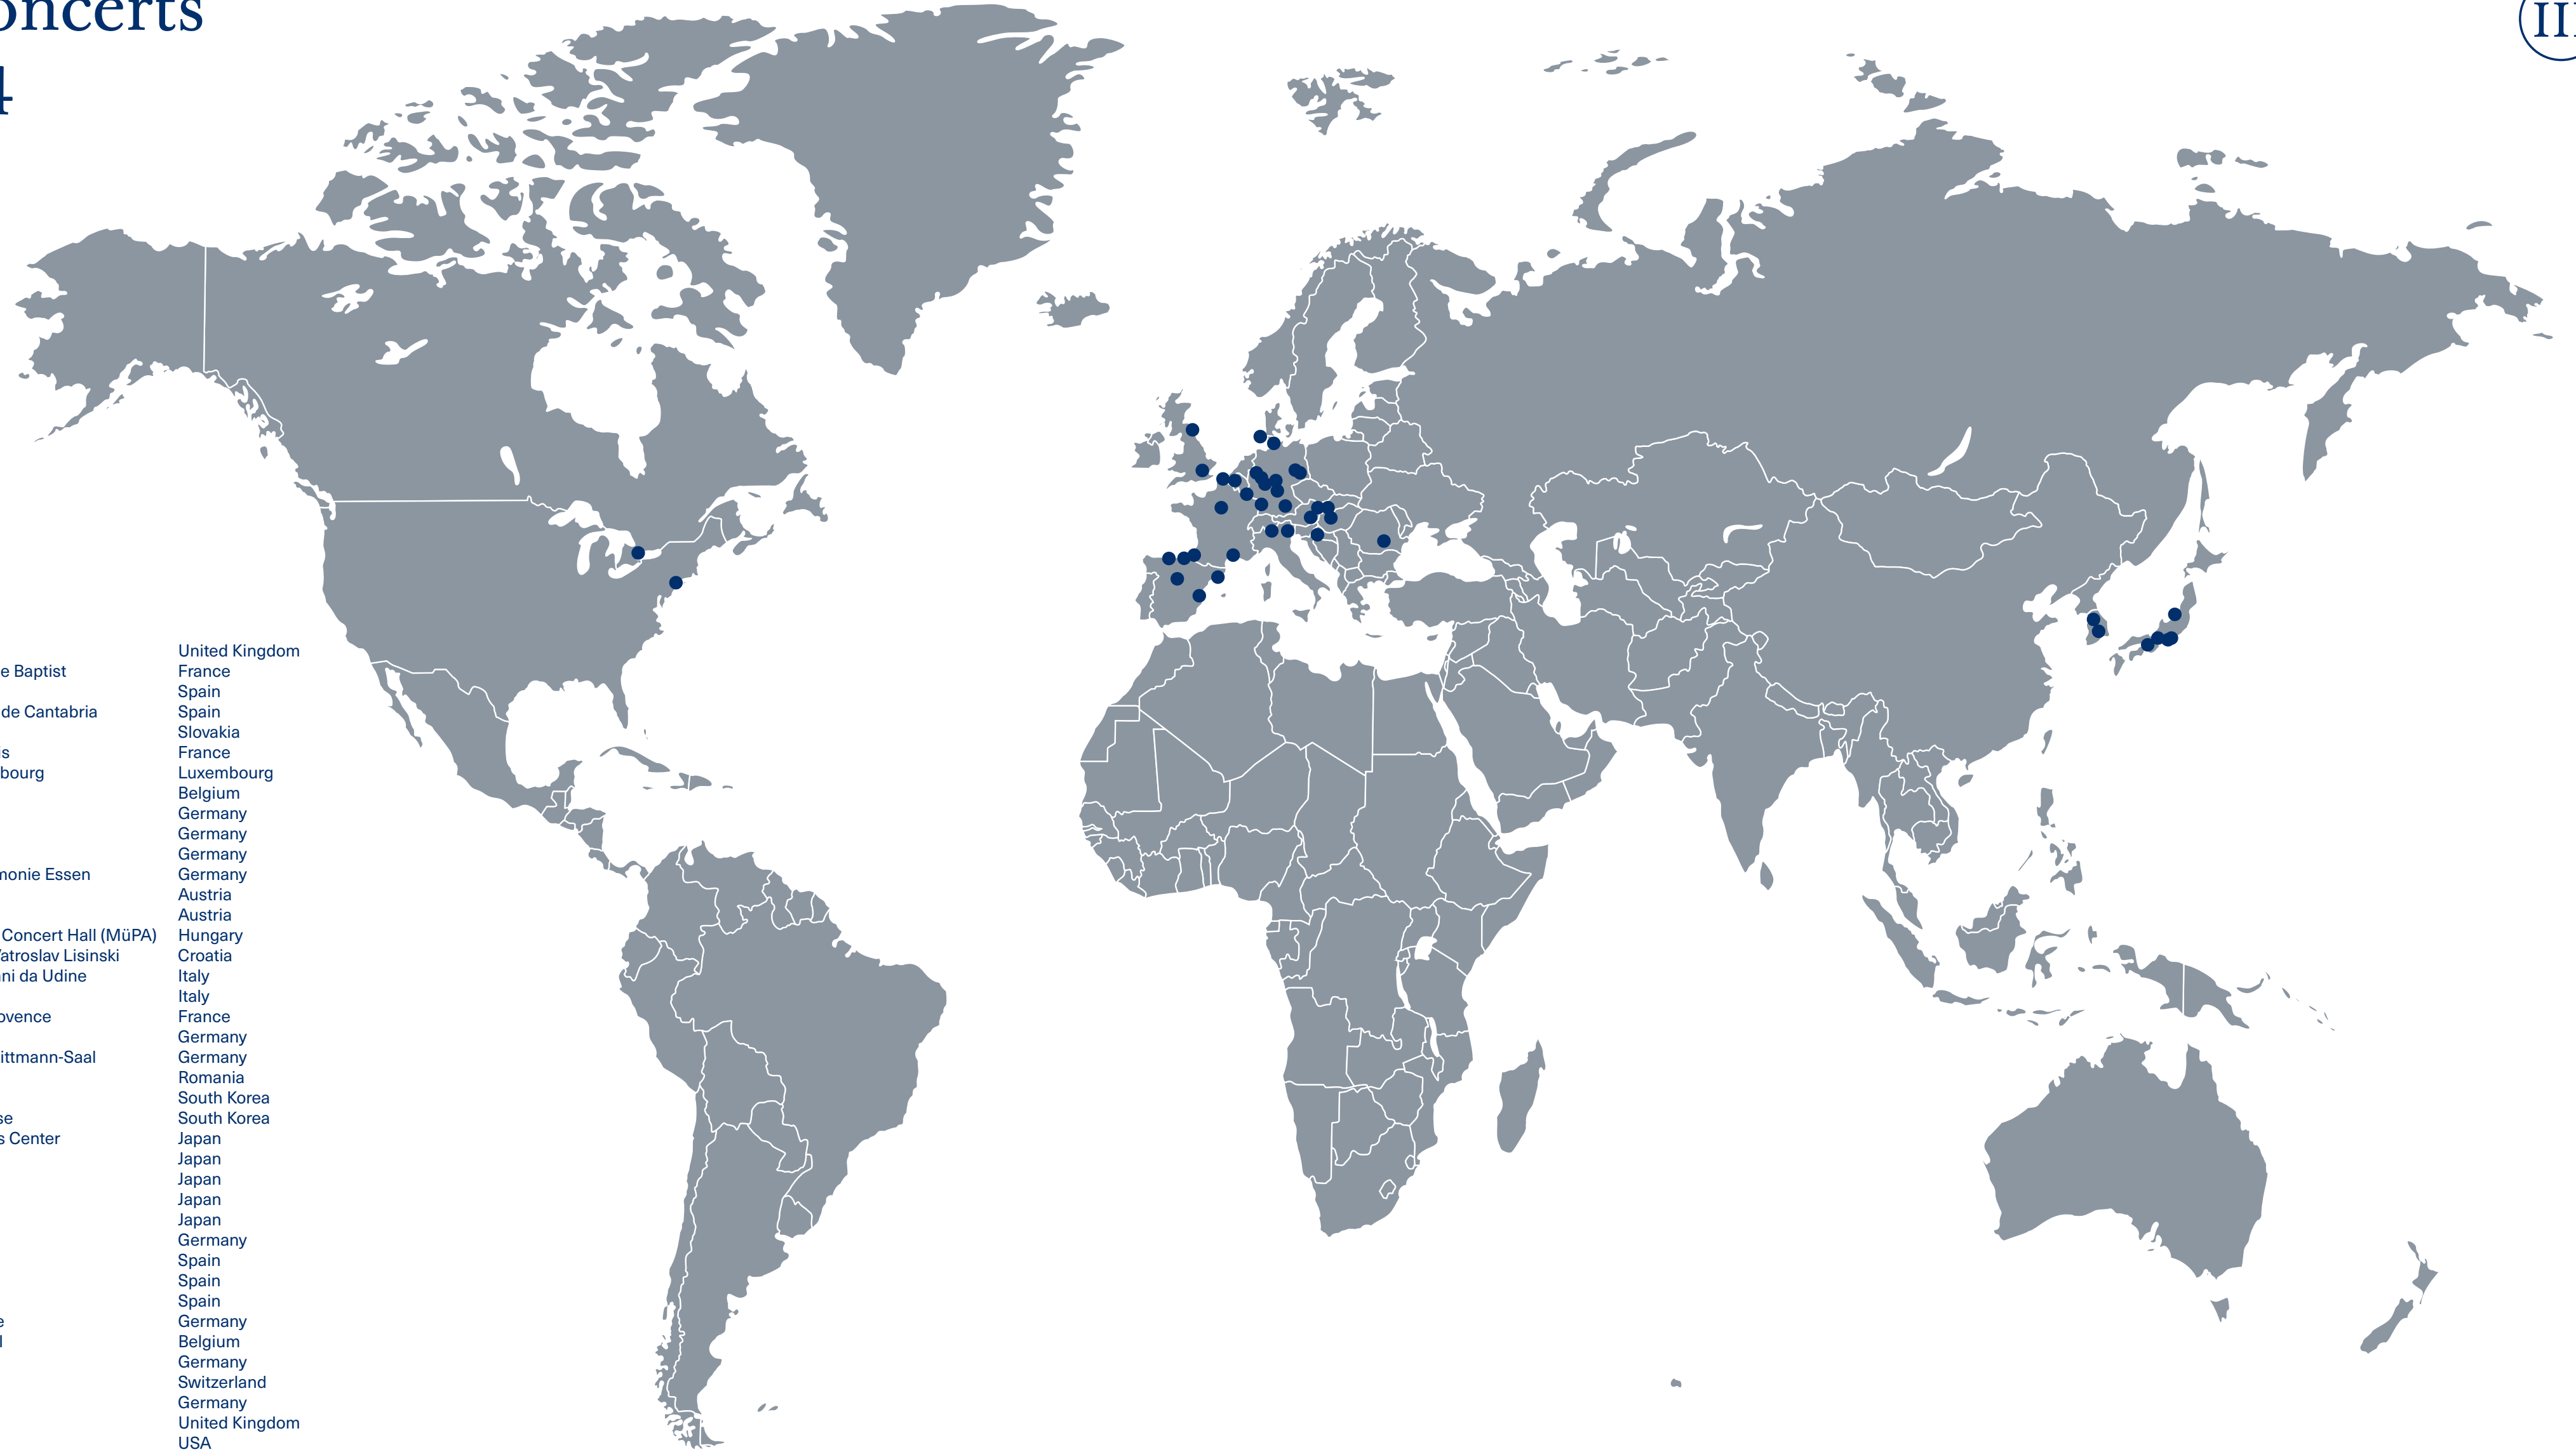 oncerts
4
III
United Kingdom
e Baptist France
Spain
de Cantabria Spain
Slovakia
is France
bourg Luxembourg
Belgium
Germany
Germany
Germany
monie Essen Germany
Austria
Austria
Concert Hall (MüPA) Hungary
atroslav Lisinski Croatia
ni da Udine Italy
Italy
ovence France
Germany
ittmann-Saal Germany
Romania
South Korea
se South Korea
s Center Japan
Japan
Japan
Japan
Japan
Germany
Spain
Spain
Spain
e Germany
l Belgium
Germany
Switzerland
Germany
United Kingdom
USA